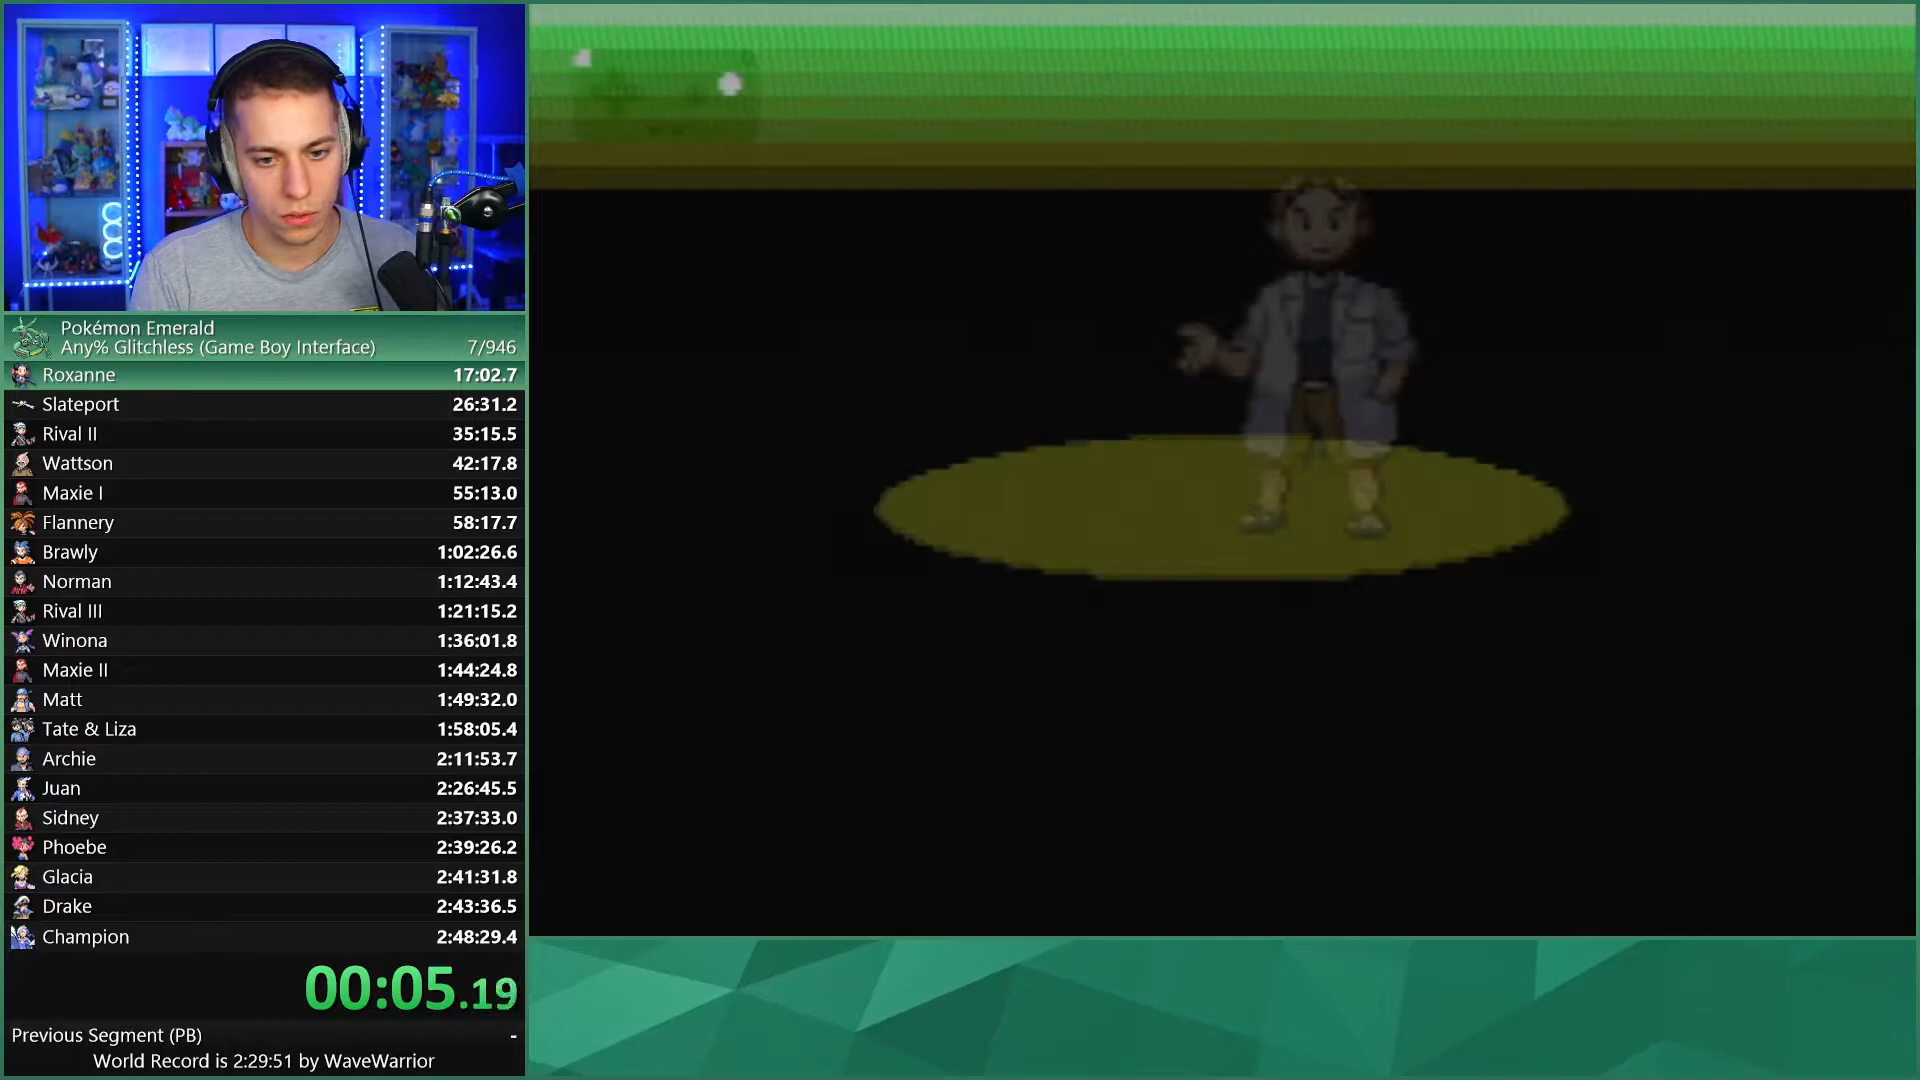 Pokémon Emerald
Any% Glitchless (Game Boy Interface) 7/946
Roxanne 17:02.7
Slateport 26:31.2
Rival II 35:15.5
Wattson 42:17.8
Maxie I 55:13.0
Flannery 58:17.7
Brawly 1:02:26.6
Norman 1:12:43.4
Rival III 1:21:15.2
Winona 1:36:01.8
Maxie II 1:44:24.8
Matt 1:49:32.0
Tate & Liza 1:58:05.4
Archie 2:11:53.7
Juan 2:26:45.5
Sidney 2:37:33.0
Phoebe 2:39:26.2
Glacia 2:41:31.8
Drake 2:43:36.5
Champion 2:48:29.4
00:05.19
Previous Segment (PB) -
World Record is 2:29:51 by WaveWarrior